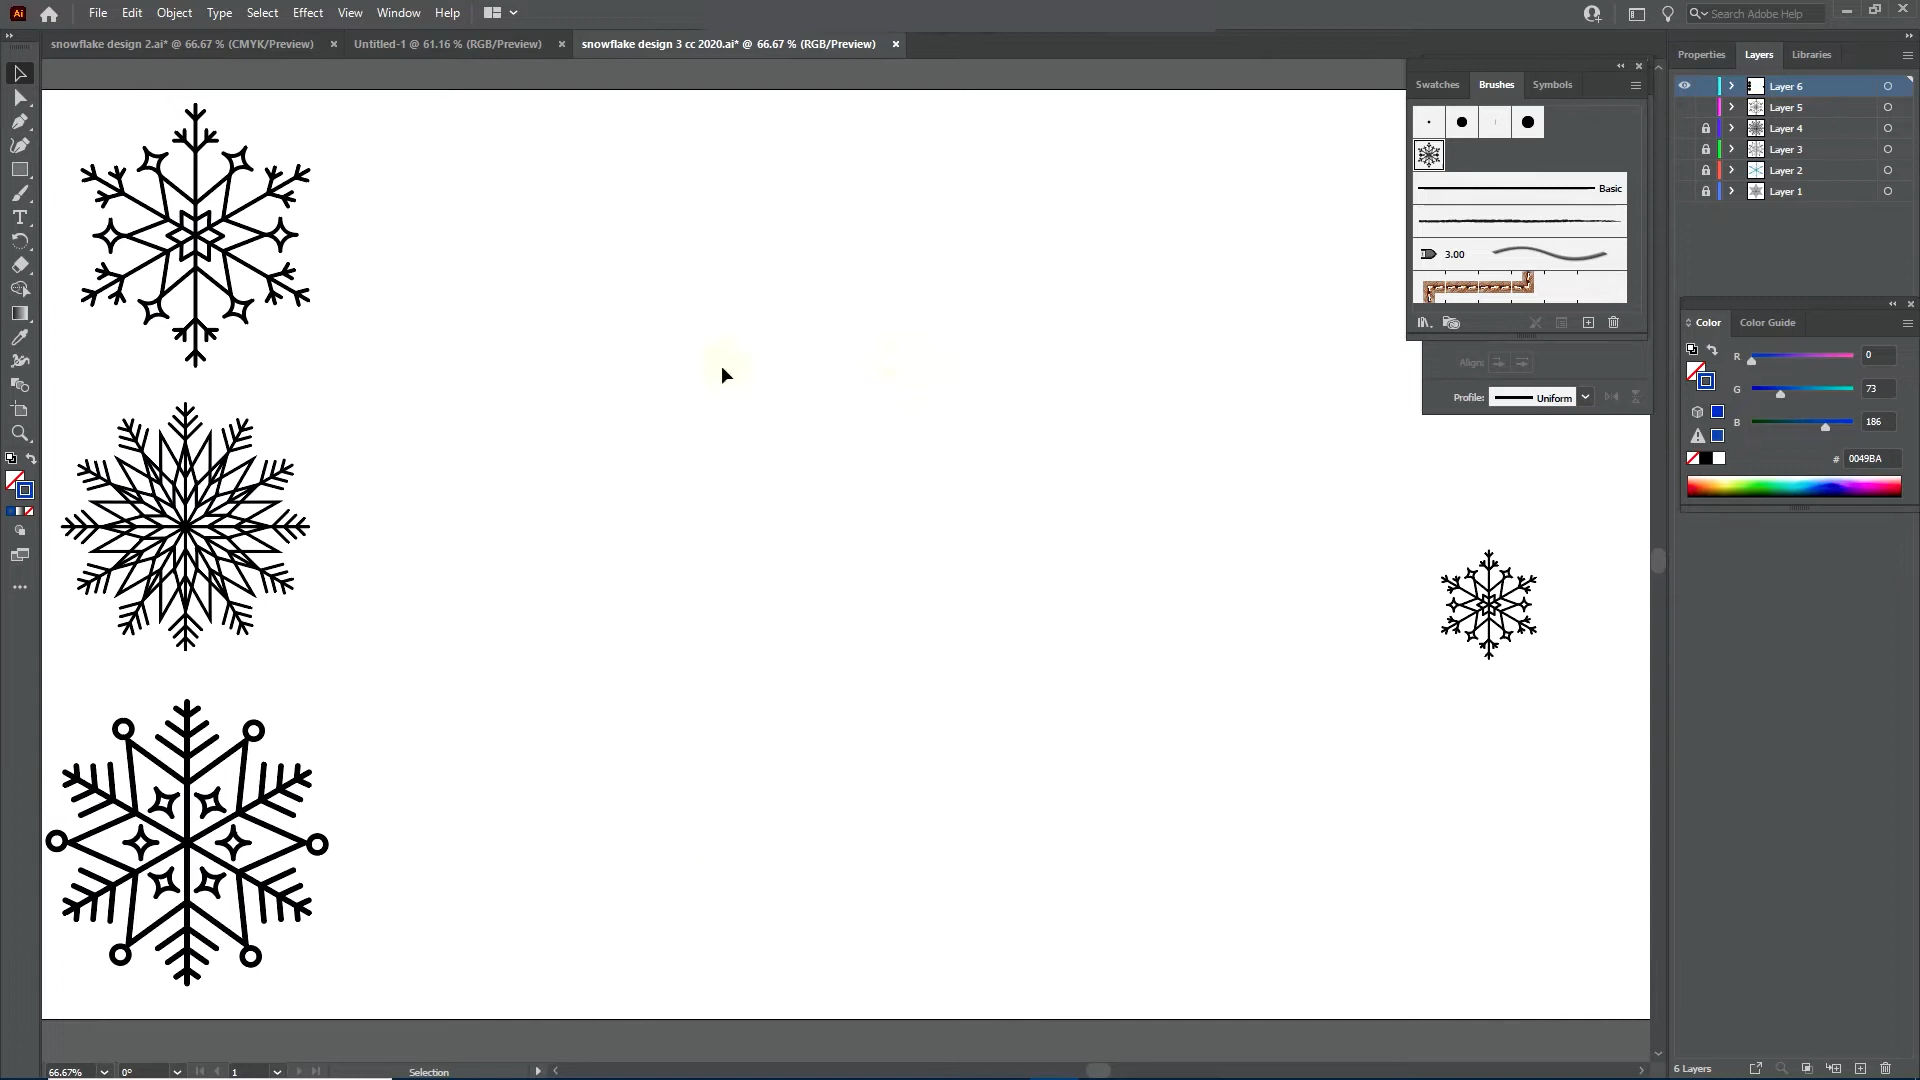 Ai File Edit Object Type Select Effect View Window Help Search Adobe Help
snowflake design 2.ai* @ 66.67 % (CMYK/Preview) × Untitled-1 @ 61.16 % (RGB/Preview) × snowflake design 3 cc 2020.ai* @ 66.67 % (RGB/Preview) ×
Properties Layers Libraries
Swatches Brushes Symbols
Layer 6
Layer 5
Layer 4
Layer 3
Layer 2
Layer 1
Basic
3.00
Align:
Profile: Uniform
Color Color Guide
R 0
G 73
B 186
# 0049BA
66.67% 0° 1 Selection
6 Layers